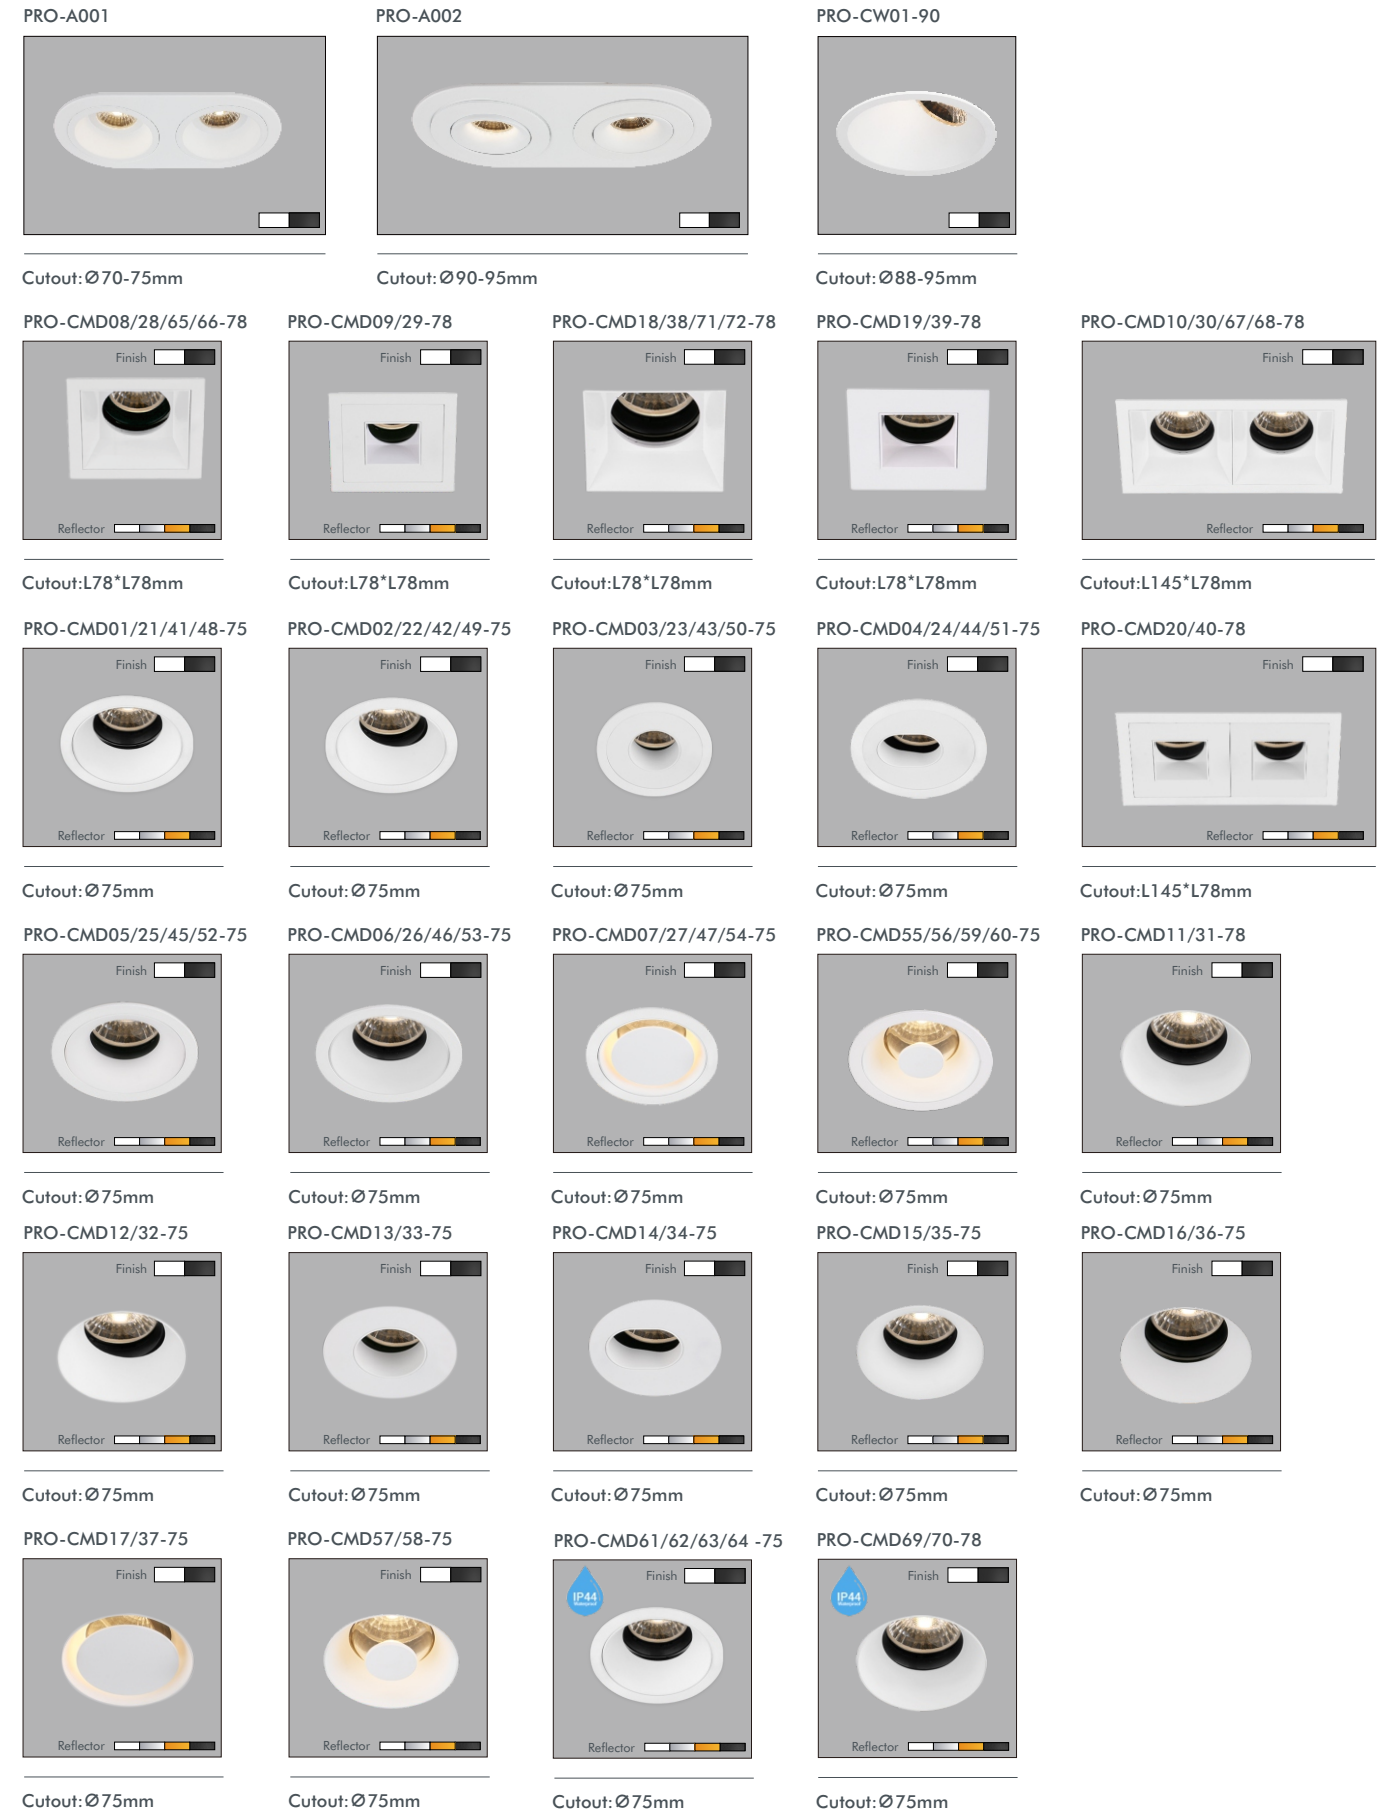 PRO-A001
PRO-A002
PRO-CW01-90
Cutout:Ø70-75mm
Cutout:Ø90-95mm
Cutout:Ø88-95mm
PRO-CMD08/28/65/66-78
PRO-CMD09/29-78
PRO-CMD18/38/71/72-78
PRO-CMD19/39-78
PRO-CMD10/30/67/68-78
Finish
Finish
Finish
Finish
Finish
Reflector
Reflector
Reflector
Reflector
Reflector
Cutout:L78*L78mm
Cutout:L78*L78mm
Cutout:L78*L78mm
Cutout:L78*L78mm
Cutout:L145*L78mm
PRO-CMD01/21/41/48-75
PRO-CMD02/22/42/49-75
PRO-CMD03/23/43/50-75
PRO-CMD04/24/44/51-75
PRO-CMD20/40-78
Finish
Finish
Finish
Finish
Finish
Reflector
Reflector
Reflector
Reflector
Reflector
Cutout:Ø75mm
Cutout:Ø75mm
Cutout:Ø75mm
Cutout:Ø75mm
Cutout:L145*L78mm
PRO-CMD05/25/45/52-75
PRO-CMD06/26/46/53-75
PRO-CMD07/27/47/54-75
PRO-CMD55/56/59/60-75
PRO-CMD11/31-78
Finish
Finish
Finish
Finish
Finish
Reflector
Reflector
Reflector
Reflector
Reflector
Cutout:Ø75mm
Cutout:Ø75mm
Cutout:Ø75mm
Cutout:Ø75mm
Cutout:Ø75mm
PRO-CMD12/32-75
PRO-CMD13/33-75
PRO-CMD14/34-75
PRO-CMD15/35-75
PRO-CMD16/36-75
Finish
Finish
Finish
Finish
Finish
Reflector
Reflector
Reflector
Reflector
Reflector
Cutout:Ø75mm
Cutout:Ø75mm
Cutout:Ø75mm
Cutout:Ø75mm
Cutout:Ø75mm
PRO-CMD17/37-75
PRO-CMD57/58-75
PRO-CMD61/62/63/64 -75
PRO-CMD69/70-78
Finish
Finish
Finish
Finish
IP44
Waterproof
IP44
Waterproof
Reflector
Reflector
Reflector
Reflector
Cutout:Ø75mm
Cutout:Ø75mm
Cutout:Ø75mm
Cutout:Ø75mm